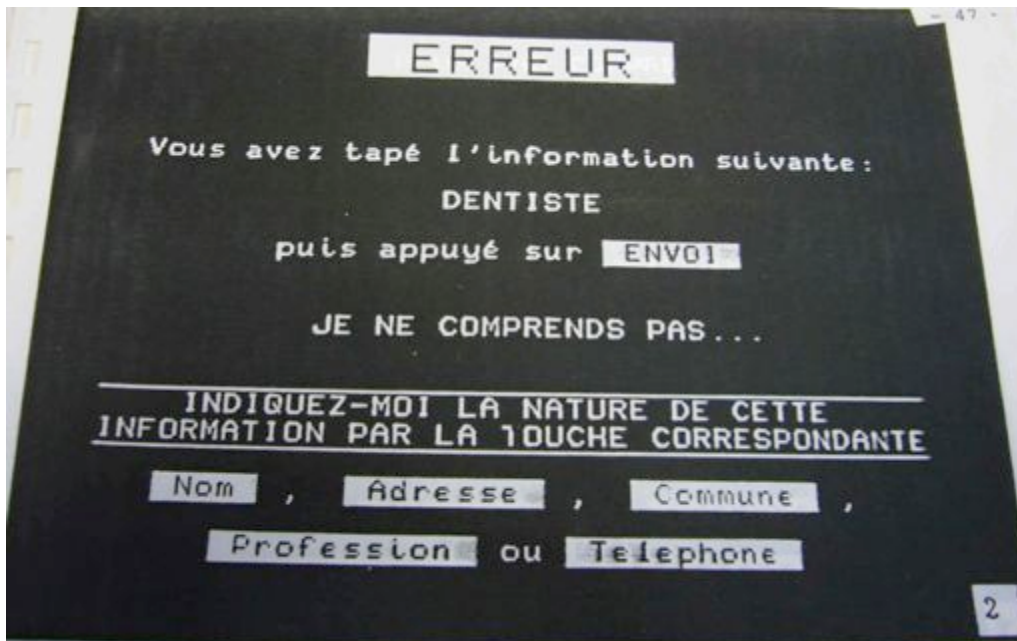 - 47 -
ERREUR
Vous avez tapé l'information suivante:
DENTISTE
puis appuyé sur ENVOI
JE NE COMPRENDS PAS...
INDIQUEZ-MOI LA NATURE DE CETTE
INFORMATION PAR LA TOUCHE CORRESPONDANTE
Nom , Adresse , Commune ,
Profession ou Telephone
2